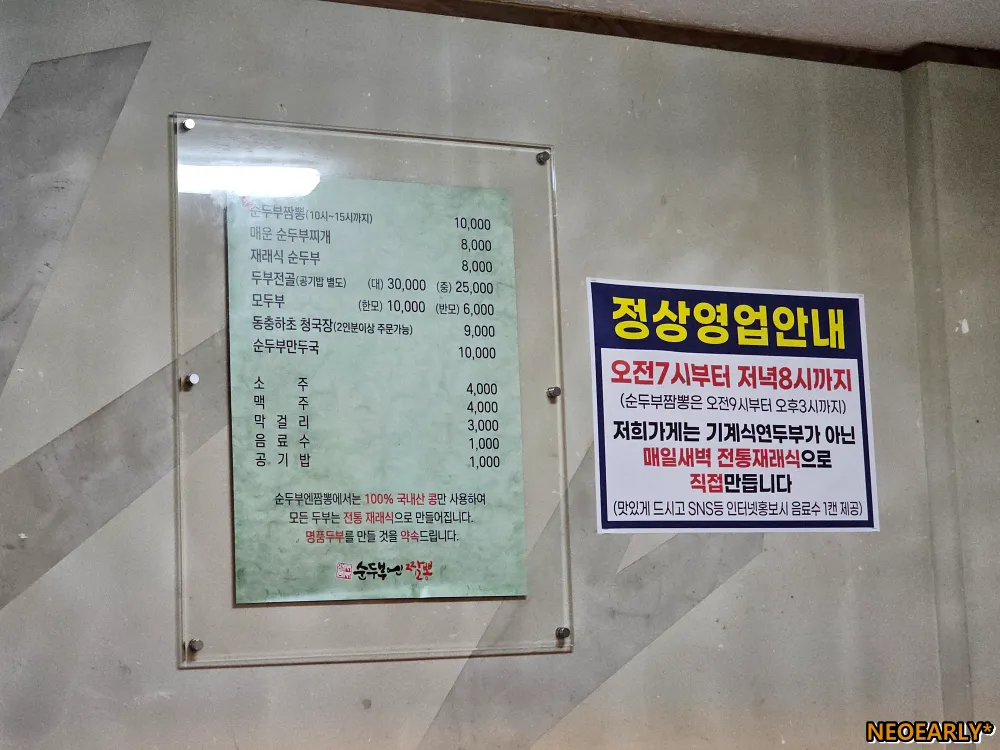 순두부짬뽕(10시~15시까지) 10,000
매운 순두부찌개 8,000
재래식 순두부 8,000
두부전골(공기밥 별도) (대) 30,000 (중) 25,000
모두부 (한모) 10,000 (반모) 6,000
동충하초 청국장(2인분이상 주문가능) 9,000
순두부만두국 10,000
소 주 4,000
맥 주 4,000
막 걸 리 3,000
음 료 수 1,000
공 기 밥 1,000
순두부엔짬뽕에서는 100% 국내산 콩만 사용하여
모든 두부는 전통 재래식으로 만들어집니다.
명품두부를 만들 것을 약속드립니다.
순두부엔 짬뽕
정상영업안내
오전7시부터 저녁8시까지
(순두부짬뽕은 오전9시부터 오후3시까지)
저희가게는 기계식연두부가 아닌
매일새벽 전통재래식으로
직접만듭니다
(맛있게 드시고 SNS등 인터넷홍보시 음료수 1캔 제공)
NEOEARLY*